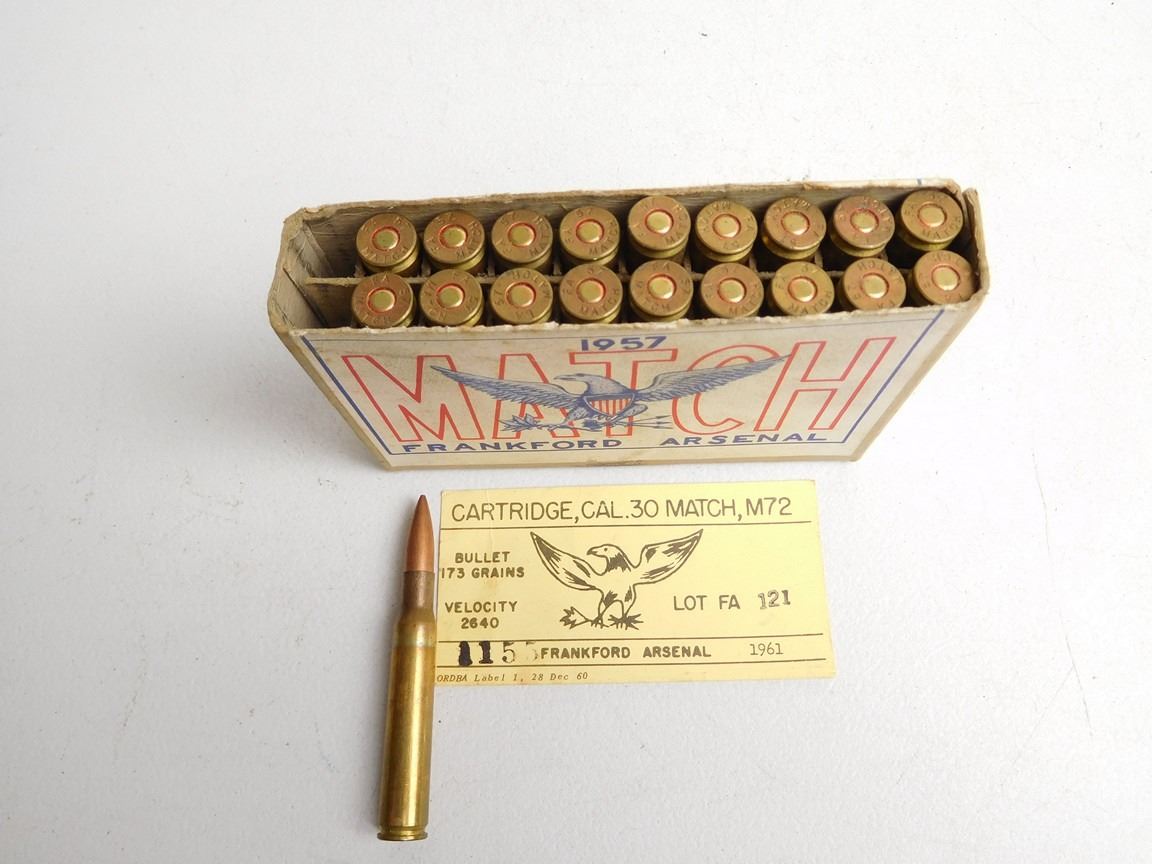 1957
MATCH
FRANKFORD ARSENAL
CARTRIDGE, CAL.30 MATCH, M72
BULLET
173 GRAINS
VELOCITY
2640
LOT FA 121
1155 FRANKFORD ARSENAL 1961
ORDBA Label 1, 28 Dec 60